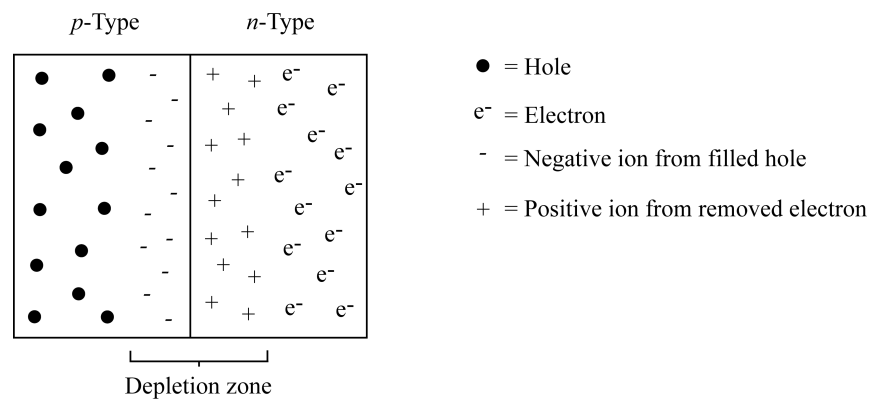 p-Type n-Type
= Hole
e- = Electron
- = Negative ion from filled hole
+ = Positive ion from removed electron
Depletion zone
- + + e- e-
- + e-
- + + e- e-
- + e- e-
- + e-
- + + e- e-
- + + e-
- + + e- e-